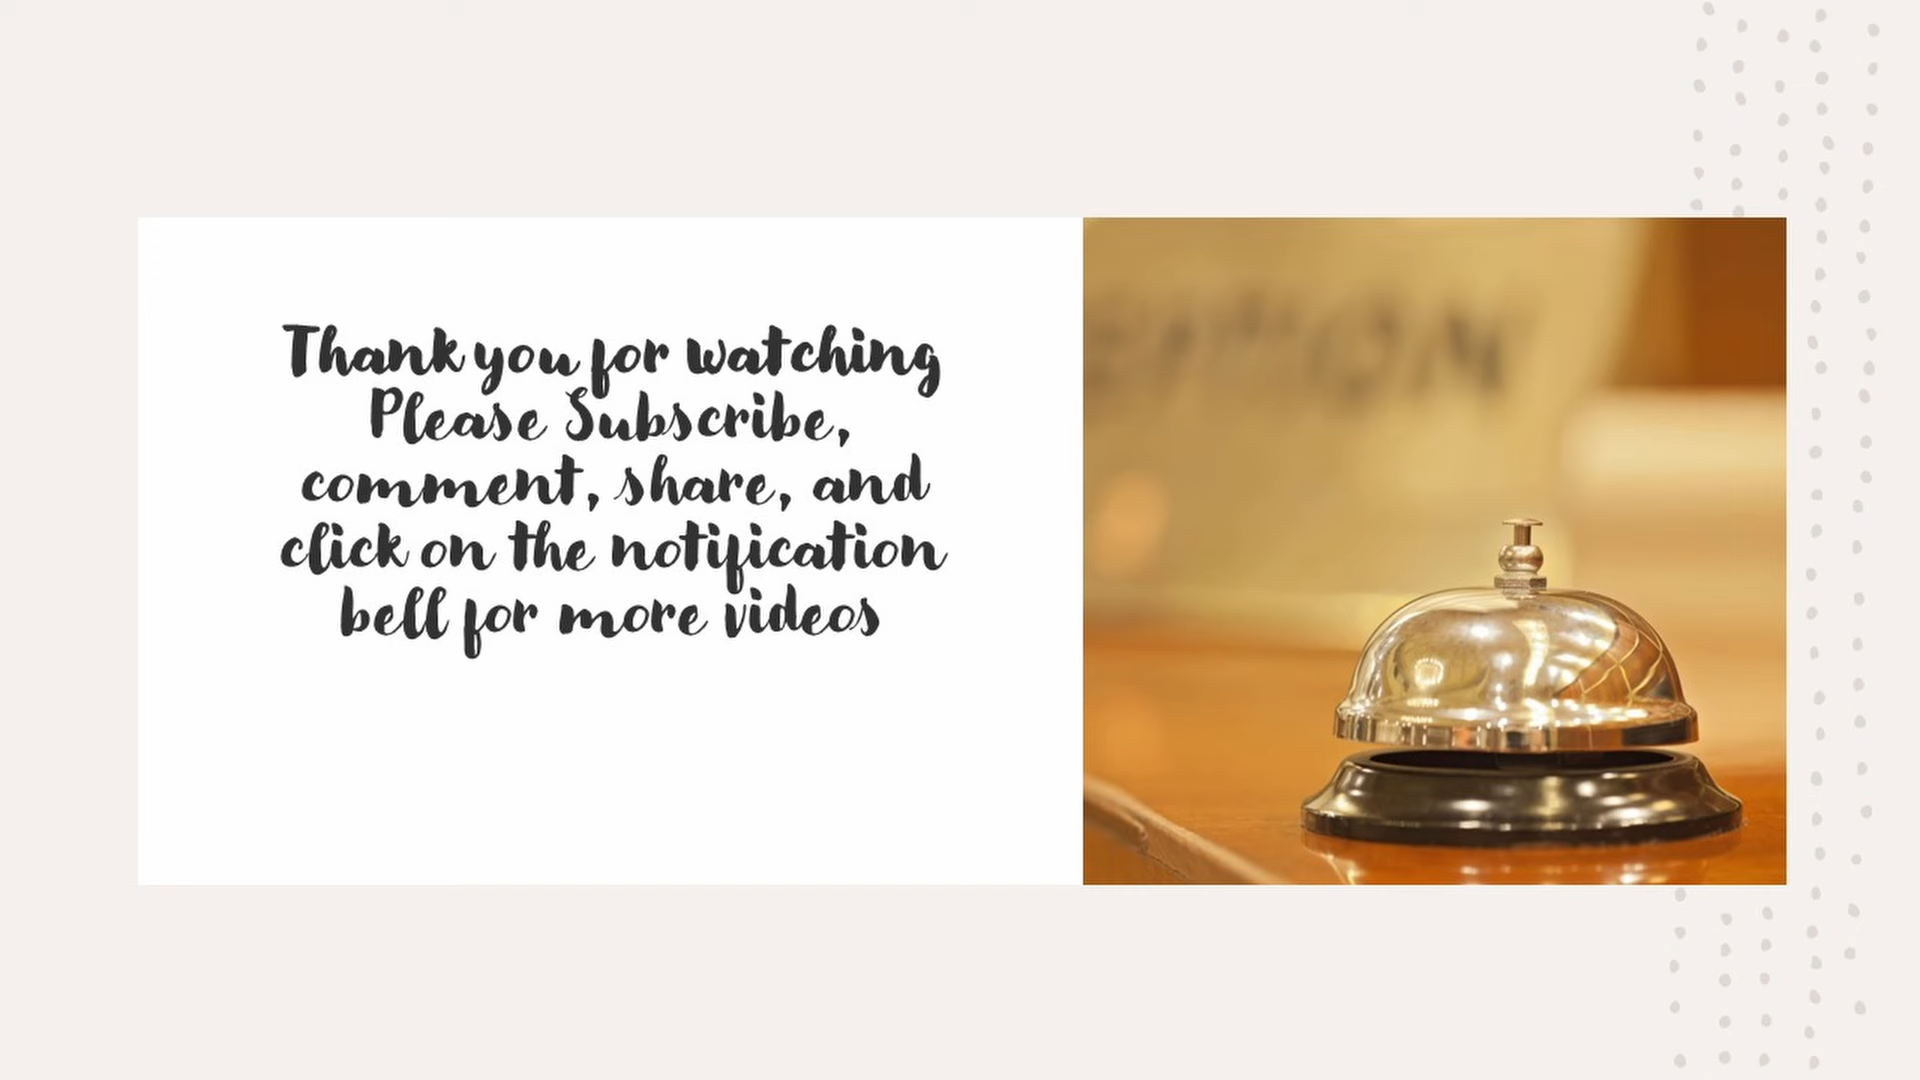 Thank you for watching
Please Subscribe,
comment, share, and
click on the notification
bell for more videos